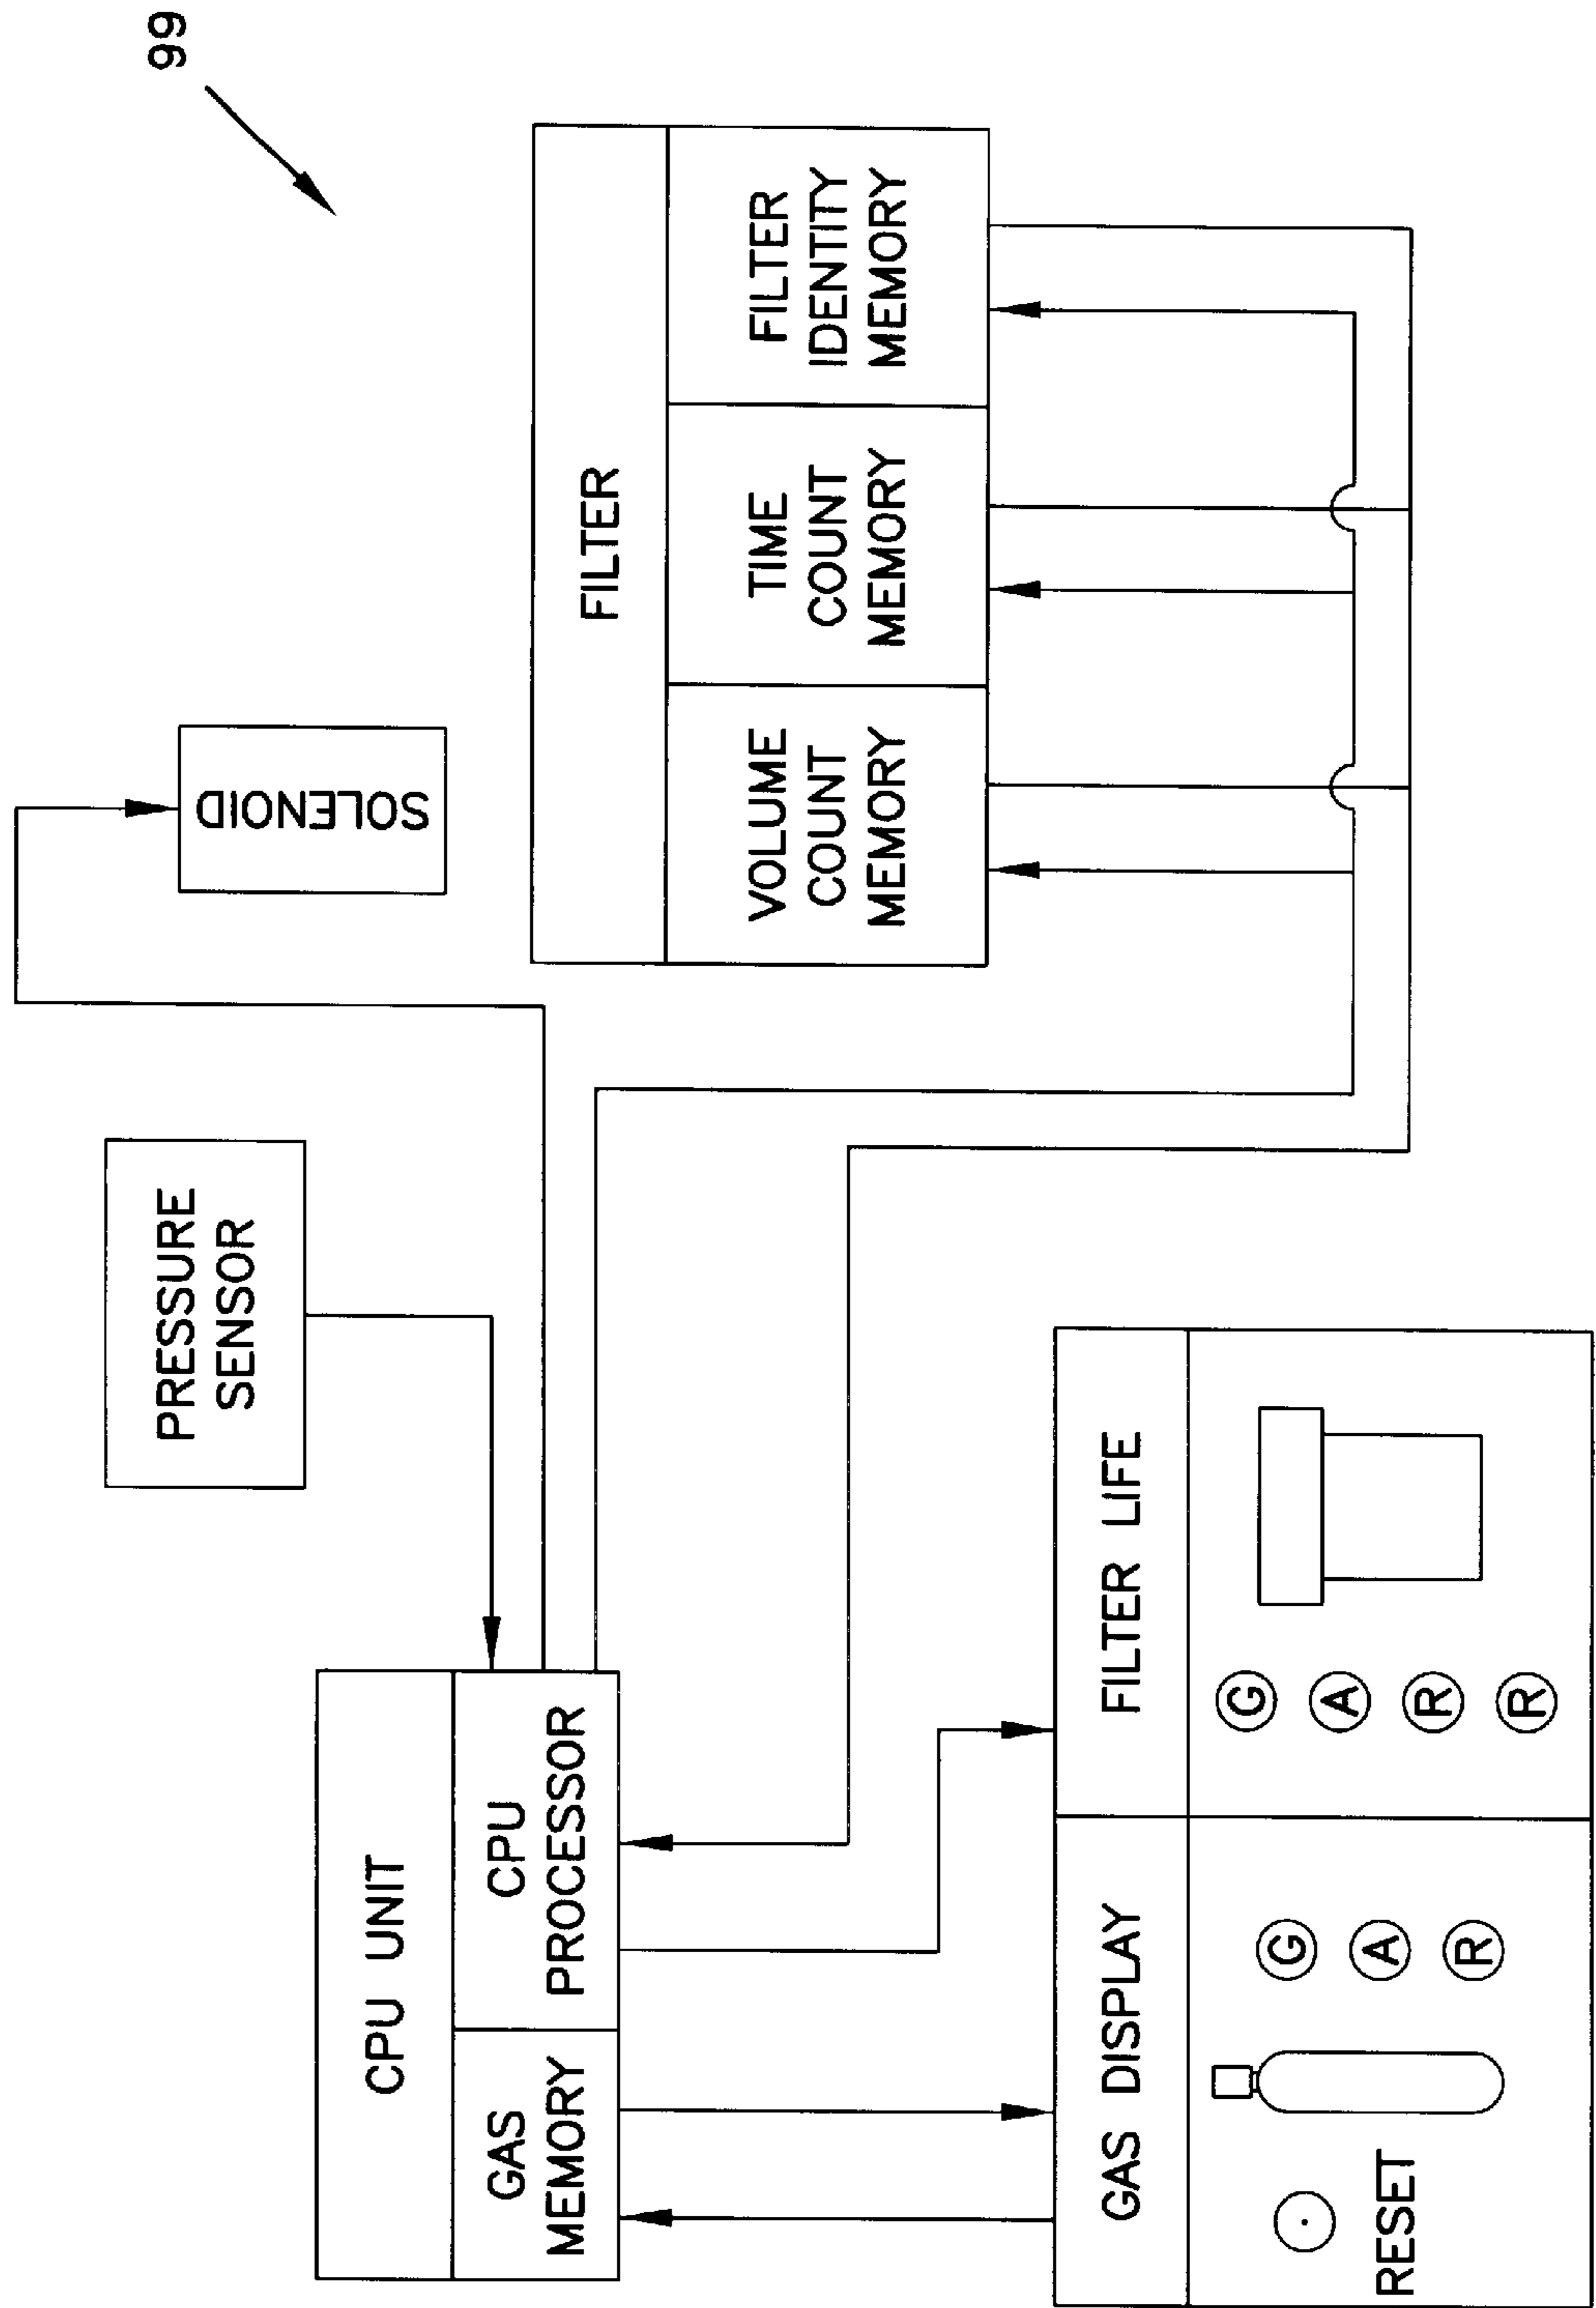 99
PRESSURE
SENSOR
SOLENOID
CPU UNIT
GAS
MEMORY
CPU
PROCESSOR
FILTER
VOLUME
COUNT
MEMORY
TIME
COUNT
MEMORY
FILTER
IDENTITY
MEMORY
GAS DISPLAY
RESET
G
A
R
FILTER LIFE
G
A
R
R